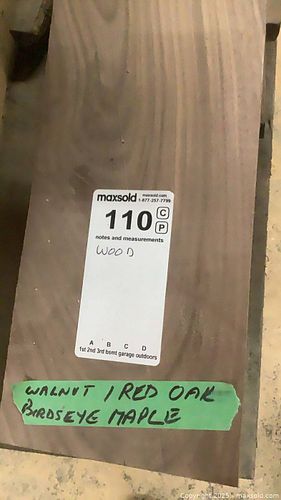 maxsold maxsold.com
1-877-257-7799
110 C
P
notes and measurements
WOOD
A B C D
1st 2nd 3rd bsmt garage outdoors
WALNUT / RED OAK
BIRDSEYE MAPLE
Copyright 2025 maxsold.com